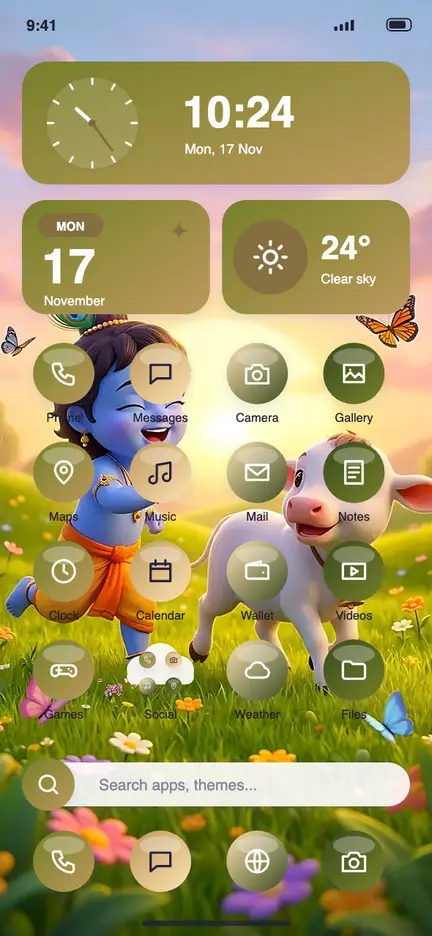 9:41
10:24
Mon, 17 Nov
MON
17
November
24°
Clear sky
Phone Messages Camera Gallery
Maps Music Mail Notes
Clock Calendar Wallet Videos
Games Social Weather Files
Search apps, themes...